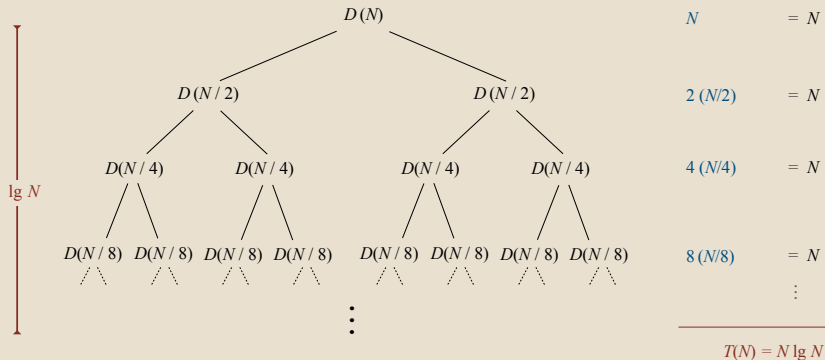 D(N) N = N
D(N / 2) D(N / 2) 2 (N/2) = N
D(N / 4) D(N / 4) D(N / 4) D(N / 4) 4 (N/4) = N
lg N
D(N / 8) D(N / 8) D(N / 8) D(N / 8) D(N / 8) D(N / 8) D(N / 8) D(N / 8) 8 (N/8) = N
⋮
⋮
T(N) = N lg N